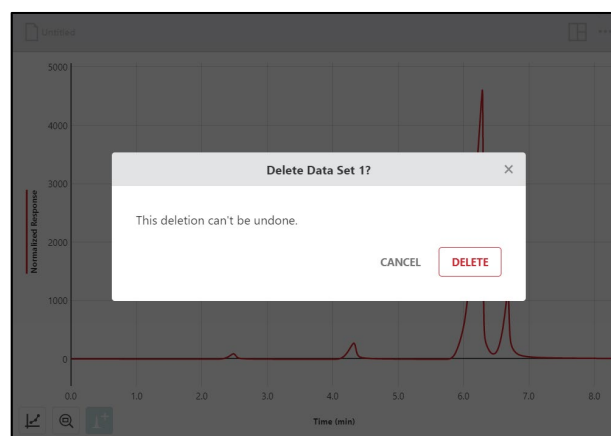 Untitled
5000
4000
Delete Data Set 1?
3000
This deletion can't be undone.
2000
CANCEL DELETE
1000
0
Normalized Response
0.0 1.0 2.0 3.0 4.0 5.0 6.0 7.0 8.0
Time (min)